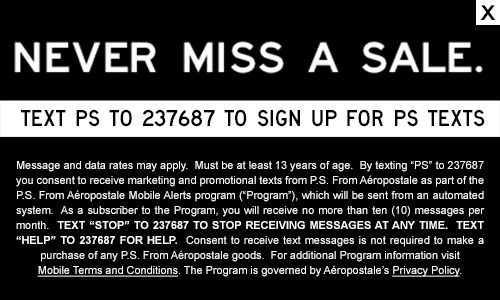 X
NEVER MISS A SALE.
TEXT PS TO 237687 TO SIGN UP FOR PS TEXTS
Message and data rates may apply. Must be at least 13 years of age. By texting “PS” to 237687
you consent to receive marketing and promotional texts from P.S. From Aéropostale as part of the
P.S. From Aéropostale Mobile Alerts program (“Program”), which will be sent from an automated
system. As a subscriber to the Program, you will receive no more than ten (10) messages per
month. TEXT “STOP” TO 237687 TO STOP RECEIVING MESSAGES AT ANY TIME. TEXT
“HELP” TO 237687 FOR HELP. Consent to receive text messages is not required to make a
purchase of any P.S. From Aéropostale goods. For additional Program information visit
Mobile Terms and Conditions. The Program is governed by Aéropostale’s Privacy Policy.